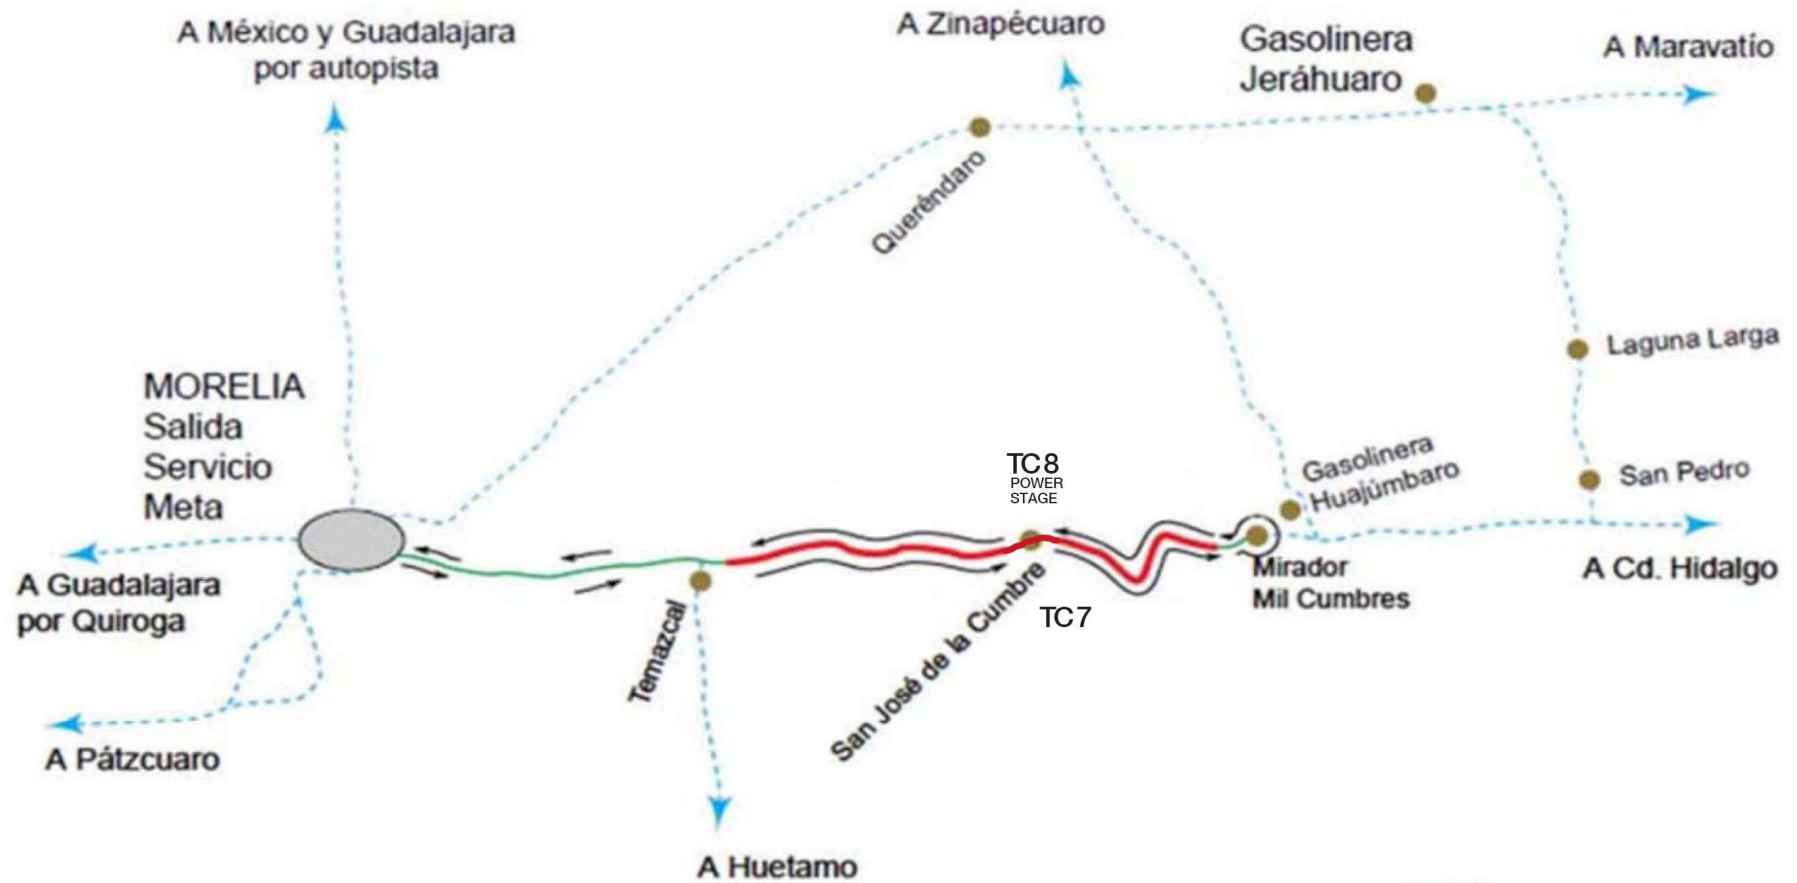 A México y Guadalajara
por autopista
A Zinapécuaro
Gasolinera
Jeráhuaro
A Maravatío
Queréndaro
Laguna Larga
MORELIA
Salida
Servicio
Meta
TC8
POWER
STAGE
Gasolinera
Huajúmbaro
San Pedro
A Guadalajara
por Quiroga
Temazcal
San José de la Cumbre
TC7
Mirador
Mil Cumbres
A Cd. Hidalgo
A Pátzcuaro
A Huetamo